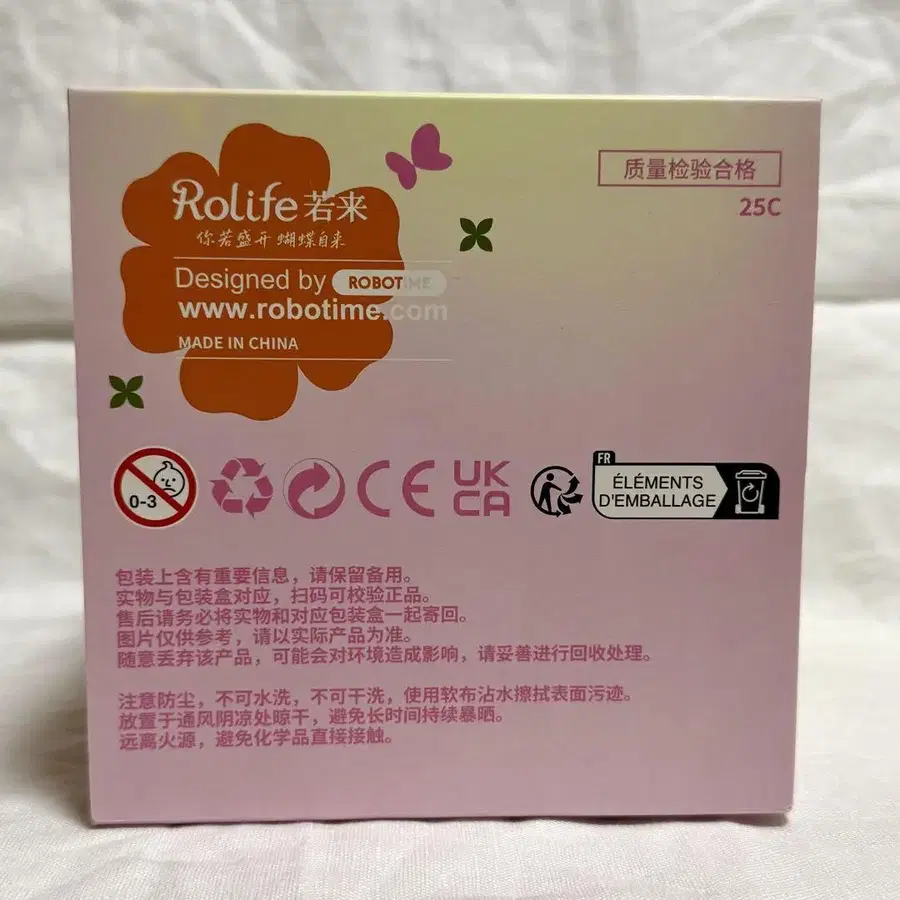 Rolife 若来
你若盛开 蝴蝶自来
Designed by ROBOTIME
www.robotime.com
MADE IN CHINA
质量检验合格
25C
0-3
CE
UK
CA
FR
ÉLÉMENTS
D'EMBALLAGE
包装上含有重要信息，请保留备用。
实物与包装盒对应，扫码可校验正品。
售后请务必将实物和对应包装盒一起寄回。
图片仅供参考，请以实际产品为准。
随意丢弃该产品，可能会对环境造成影响，请妥善进行回收处理。
注意防尘，不可水洗，不可干洗，使用软布沾水擦拭表面污迹。
放置于通风阴凉处晾干，避免长时间持续暴晒。
远离火源，避免化学品直接接触。